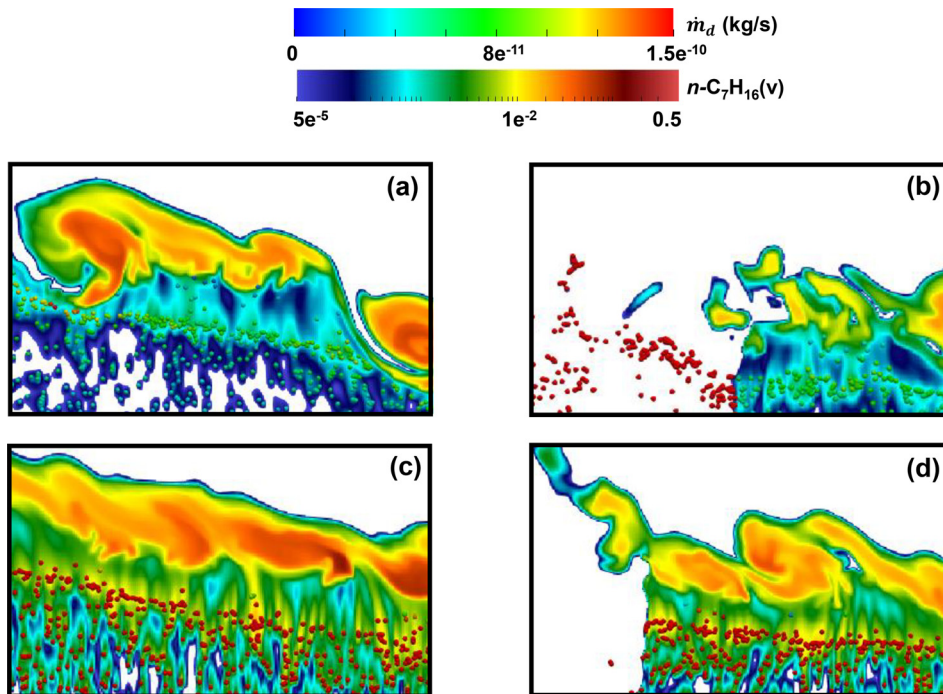 ṁ_d (kg/s)
0 8e⁻¹¹ 1.5e⁻¹⁰
n-C₇H₁₆(v)
5e⁻⁵ 1e⁻² 0.5
(a) (b)
(c) (d)